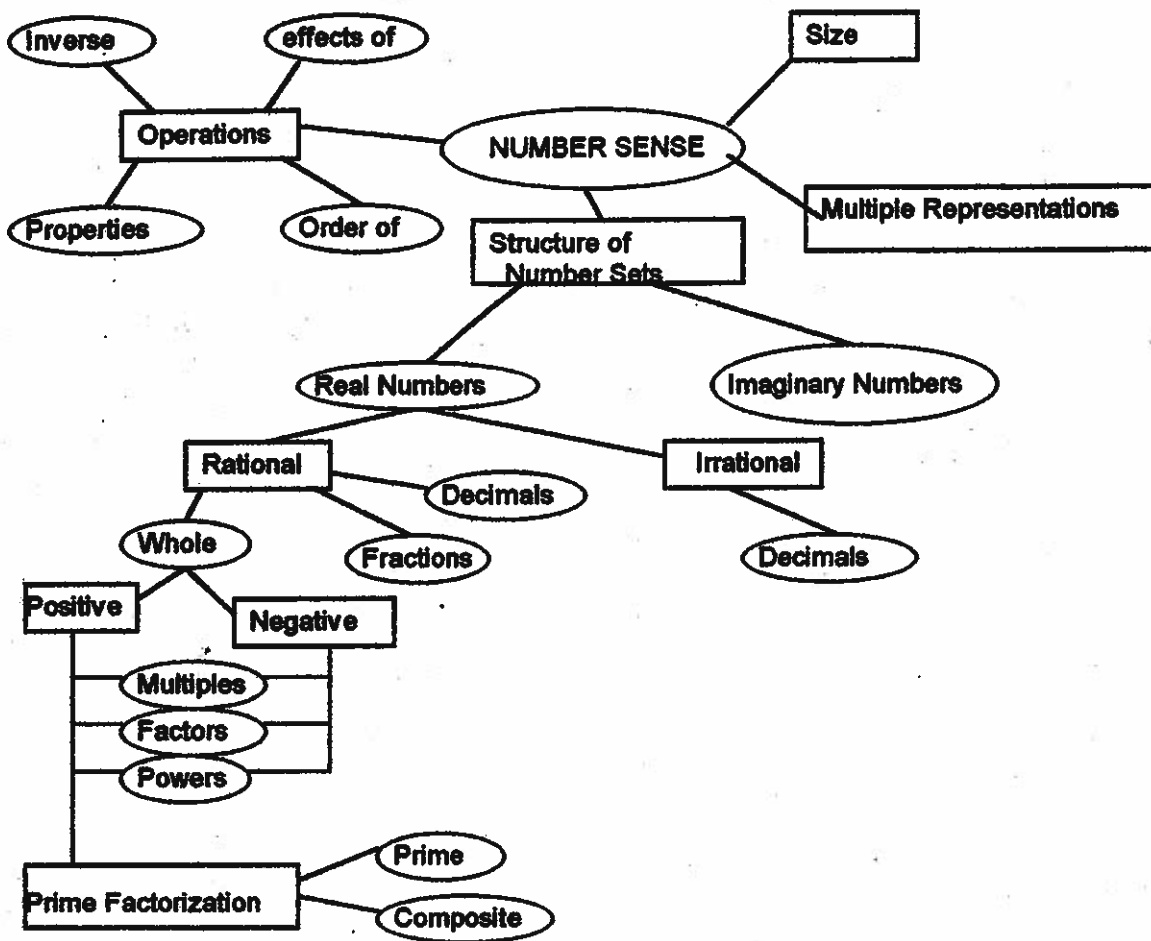 Inverse
effects of
Size
Operations
NUMBER SENSE
Multiple Representations
Properties
Order of
Structure of
Number Sets
Real Numbers
Imaginary Numbers
Rational
Irrational
Decimals
Whole
Fractions
Decimals
Positive
Negative
Multiples
Factors
Powers
Prime
Prime Factorization
Composite